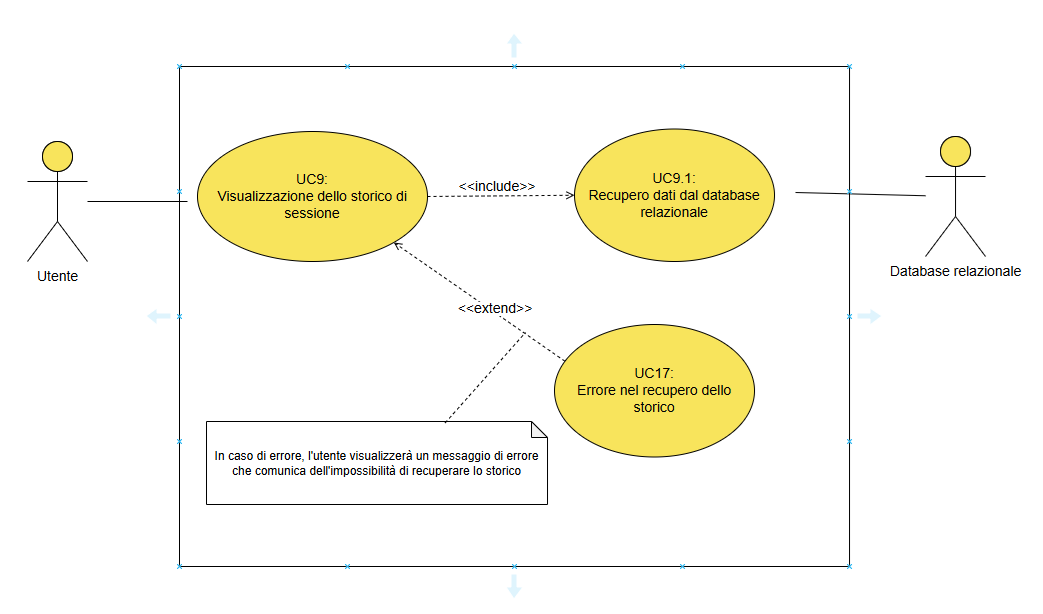 UC9:
Visualizzazione dello storico di
sessione
<<include>>
UC9.1:
Recupero dati dal database
relazionale
Utente
Database relazionale
<<extend>>
UC17:
Errore nel recupero dello
storico
In caso di errore, l'utente visualizzerà un messaggio di errore
che comunica dell'impossibilità di recuperare lo storico